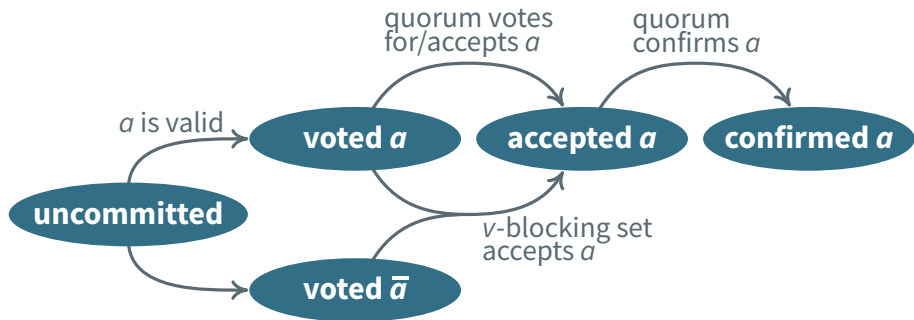 quorum votes
for/accepts a
quorum
confirms a
a is valid
voted a
accepted a
confirmed a
uncommitted
v-blocking set
accepts a
voted a̅